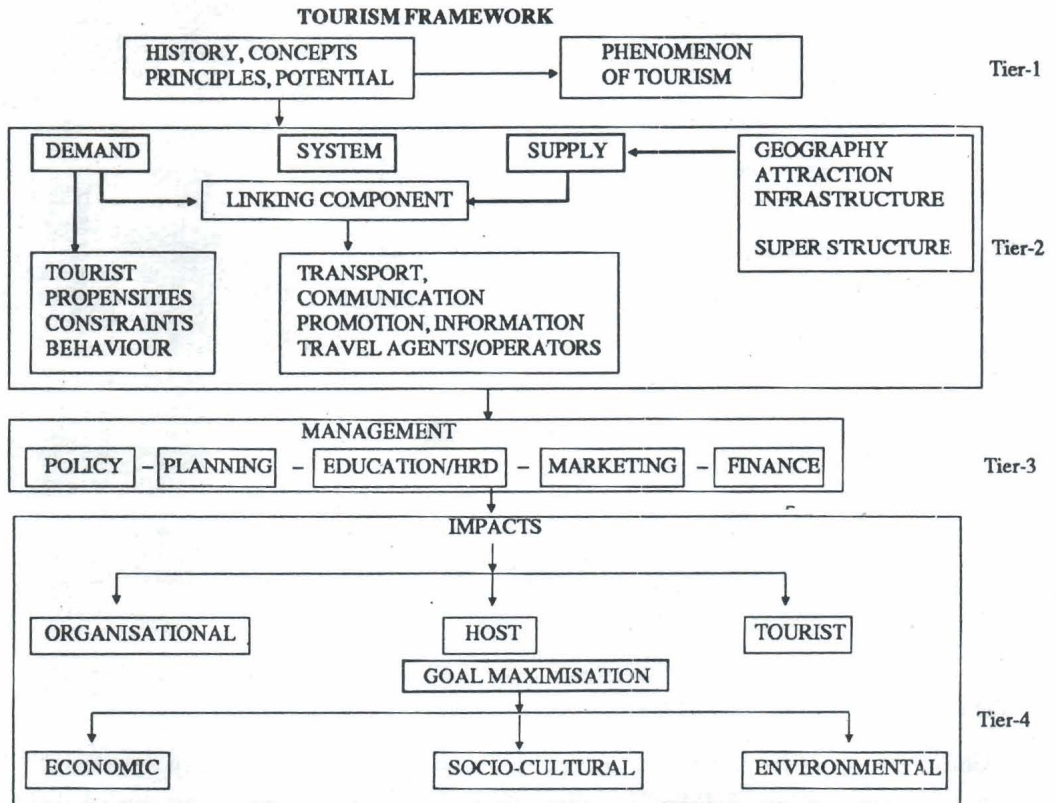 TOURISM FRAMEWORK
HISTORY, CONCEPTS
PRINCIPLES, POTENTIAL
PHENOMENON
OF TOURISM
Tier-1
DEMAND
SYSTEM
SUPPLY
GEOGRAPHY
ATTRACTION
INFRASTRUCTURE
SUPER STRUCTURE
LINKING COMPONENT
Tier-2
TOURIST
PROPENSITIES
CONSTRAINTS
BEHAVIOUR
TRANSPORT,
COMMUNICATION
PROMOTION, INFORMATION
TRAVEL AGENTS/OPERATORS
MANAGEMENT
POLICY – PLANNING – EDUCATION/HRD – MARKETING – FINANCE
Tier-3
IMPACTS
ORGANISATIONAL
HOST
TOURIST
GOAL MAXIMISATION
Tier-4
ECONOMIC
SOCIO-CULTURAL
ENVIRONMENTAL